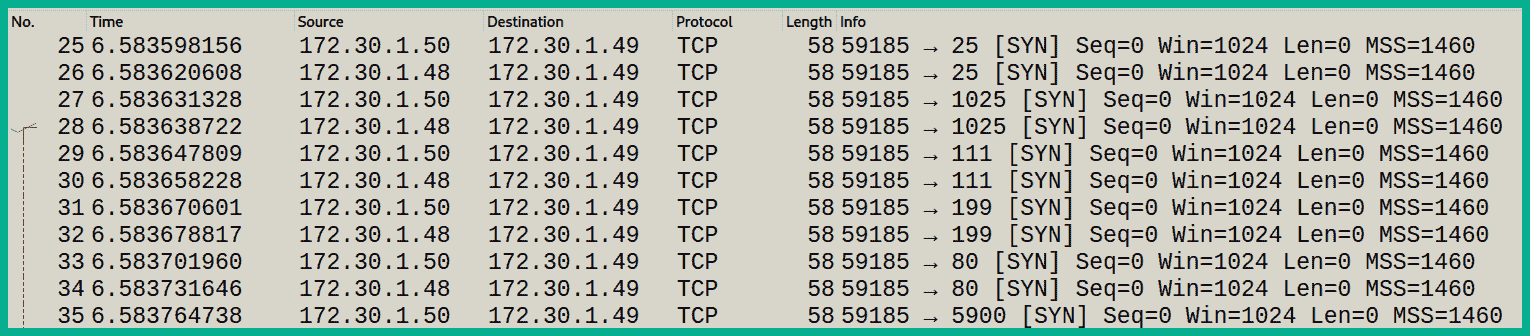 No. Time Source Destination Protocol Length Info
25 6.583598156 172.30.1.50 172.30.1.49 TCP 58 59185 → 25 [SYN] Seq=0 Win=1024 Len=0 MSS=1460
26 6.583620608 172.30.1.48 172.30.1.49 TCP 58 59185 → 25 [SYN] Seq=0 Win=1024 Len=0 MSS=1460
27 6.583631328 172.30.1.50 172.30.1.49 TCP 58 59185 → 1025 [SYN] Seq=0 Win=1024 Len=0 MSS=1460
28 6.583638722 172.30.1.48 172.30.1.49 TCP 58 59185 → 1025 [SYN] Seq=0 Win=1024 Len=0 MSS=1460
29 6.583647809 172.30.1.50 172.30.1.49 TCP 58 59185 → 111 [SYN] Seq=0 Win=1024 Len=0 MSS=1460
30 6.583658228 172.30.1.48 172.30.1.49 TCP 58 59185 → 111 [SYN] Seq=0 Win=1024 Len=0 MSS=1460
31 6.583670601 172.30.1.50 172.30.1.49 TCP 58 59185 → 199 [SYN] Seq=0 Win=1024 Len=0 MSS=1460
32 6.583678817 172.30.1.48 172.30.1.49 TCP 58 59185 → 199 [SYN] Seq=0 Win=1024 Len=0 MSS=1460
33 6.583701960 172.30.1.50 172.30.1.49 TCP 58 59185 → 80 [SYN] Seq=0 Win=1024 Len=0 MSS=1460
34 6.583731646 172.30.1.48 172.30.1.49 TCP 58 59185 → 80 [SYN] Seq=0 Win=1024 Len=0 MSS=1460
35 6.583764738 172.30.1.50 172.30.1.49 TCP 58 59185 → 5900 [SYN] Seq=0 Win=1024 Len=0 MSS=1460